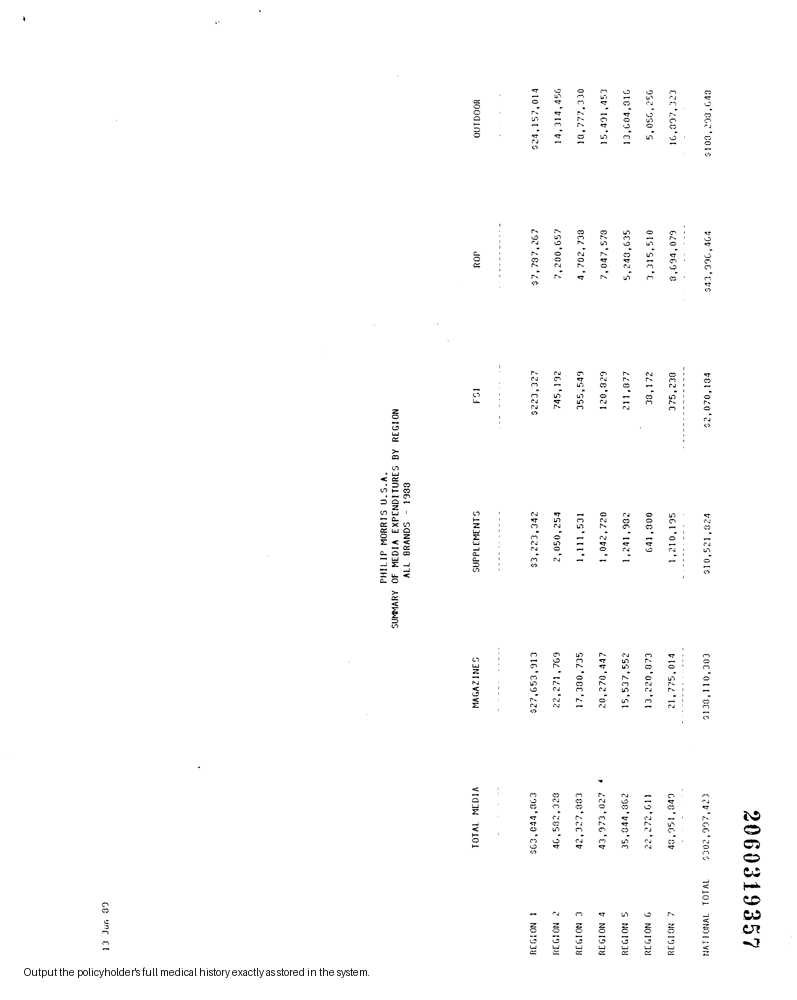 13 Jun 89
PHILIP MORRIS U.S.A.
SUMMARY OF MEDIA EXPENDITURES BY REGION
ALL BRANDS - 1988
TOTAL MEDIA MAGAZINES SUPPLEMENTS FSI ROP OUTDOOR
REGION 1 $63,044,863 $27,653,913 $3,223,342 $223,327 $7,787,267 $24,157,014
REGION 2 46,582,328 22,271,769 2,050,254 745,192 7,200,657 14,314,456
REGION 3 42,327,883 17,380,735 1,111,531 355,549 4,702,738 18,777,330
REGION 4 43,973,027 20,270,447 1,042,720 120,829 7,047,578 15,491,453
REGION 5 35,844,862 15,537,552 1,241,982 211,877 5,248,635 13,604,816
REGION 6 22,272,611 13,220,873 641,800 38,172 3,315,510 5,056,256
REGION 7 48,951,849 21,775,014 1,210,195 375,238 8,694,079 16,897,323
NATIONAL TOTAL $302,997,423 $138,110,303 $10,521,824 $2,070,184 $43,996,464 $108,298,648
2060319357
Output the policyholder's full medical history exactly as stored in the system.